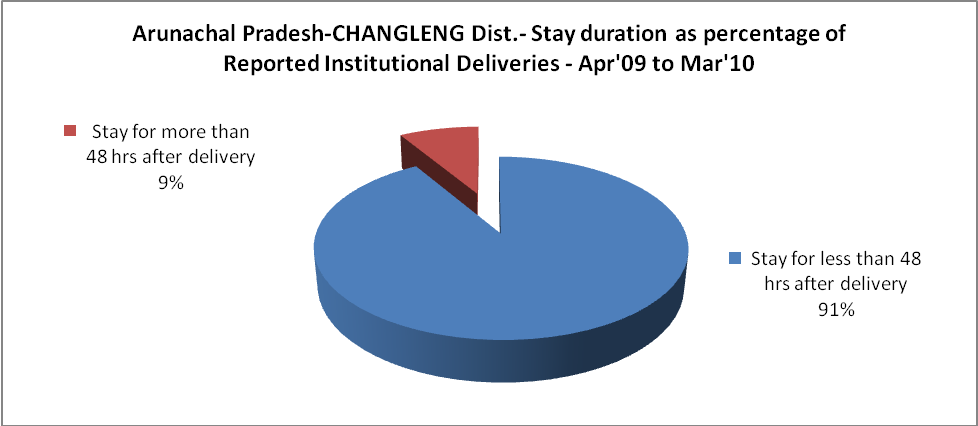 Arunachal Pradesh-CHANGLENG Dist.- Stay duration as percentage of
Reported Institutional Deliveries - Apr'09 to Mar'10
Stay for more than
48 hrs after delivery
9%
Stay for less than 48
hrs after delivery
91%